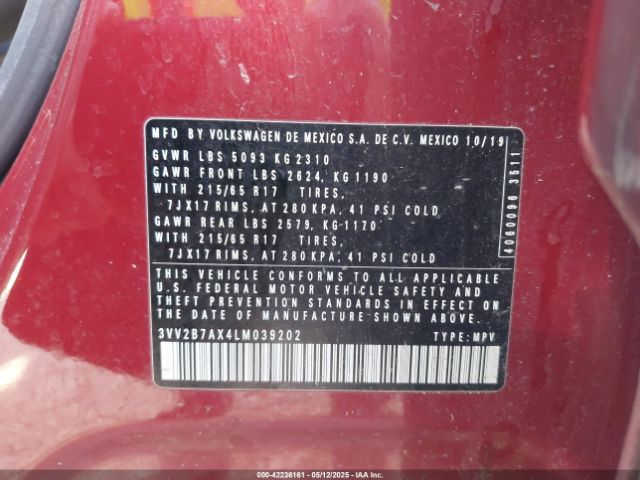 MFD BY VOLKSWAGEN DE MEXICO S.A. DE C.V. MEXICO 10/19
GVWR LBS 5093 KG 2310
GAWR FRONT LBS 2624, KG 1190
WITH 215/65 R17 TIRES,
7JX17 RIMS, AT 280 KPA, 41 PSI COLD
GAWR REAR LBS 2579, KG-1170
WITH 215/65 R17 TIRES,
7JX17 RIMS, AT 280 KPA, 41 PSI COLD
THIS VEHICLE CONFORMS TO ALL APPLICABLE
U.S. FEDERAL MOTOR VEHICLE SAFETY AND
THEFT PREVENTION STANDARDS IN EFFECT ON
THE DATE OF MANUFACTURE SHOWN ABOVE.
3VV2B7AX4LM039202 TYPE: MPV
4060096 3511
000-42236161 - 05/12/2025 - IAA Inc.